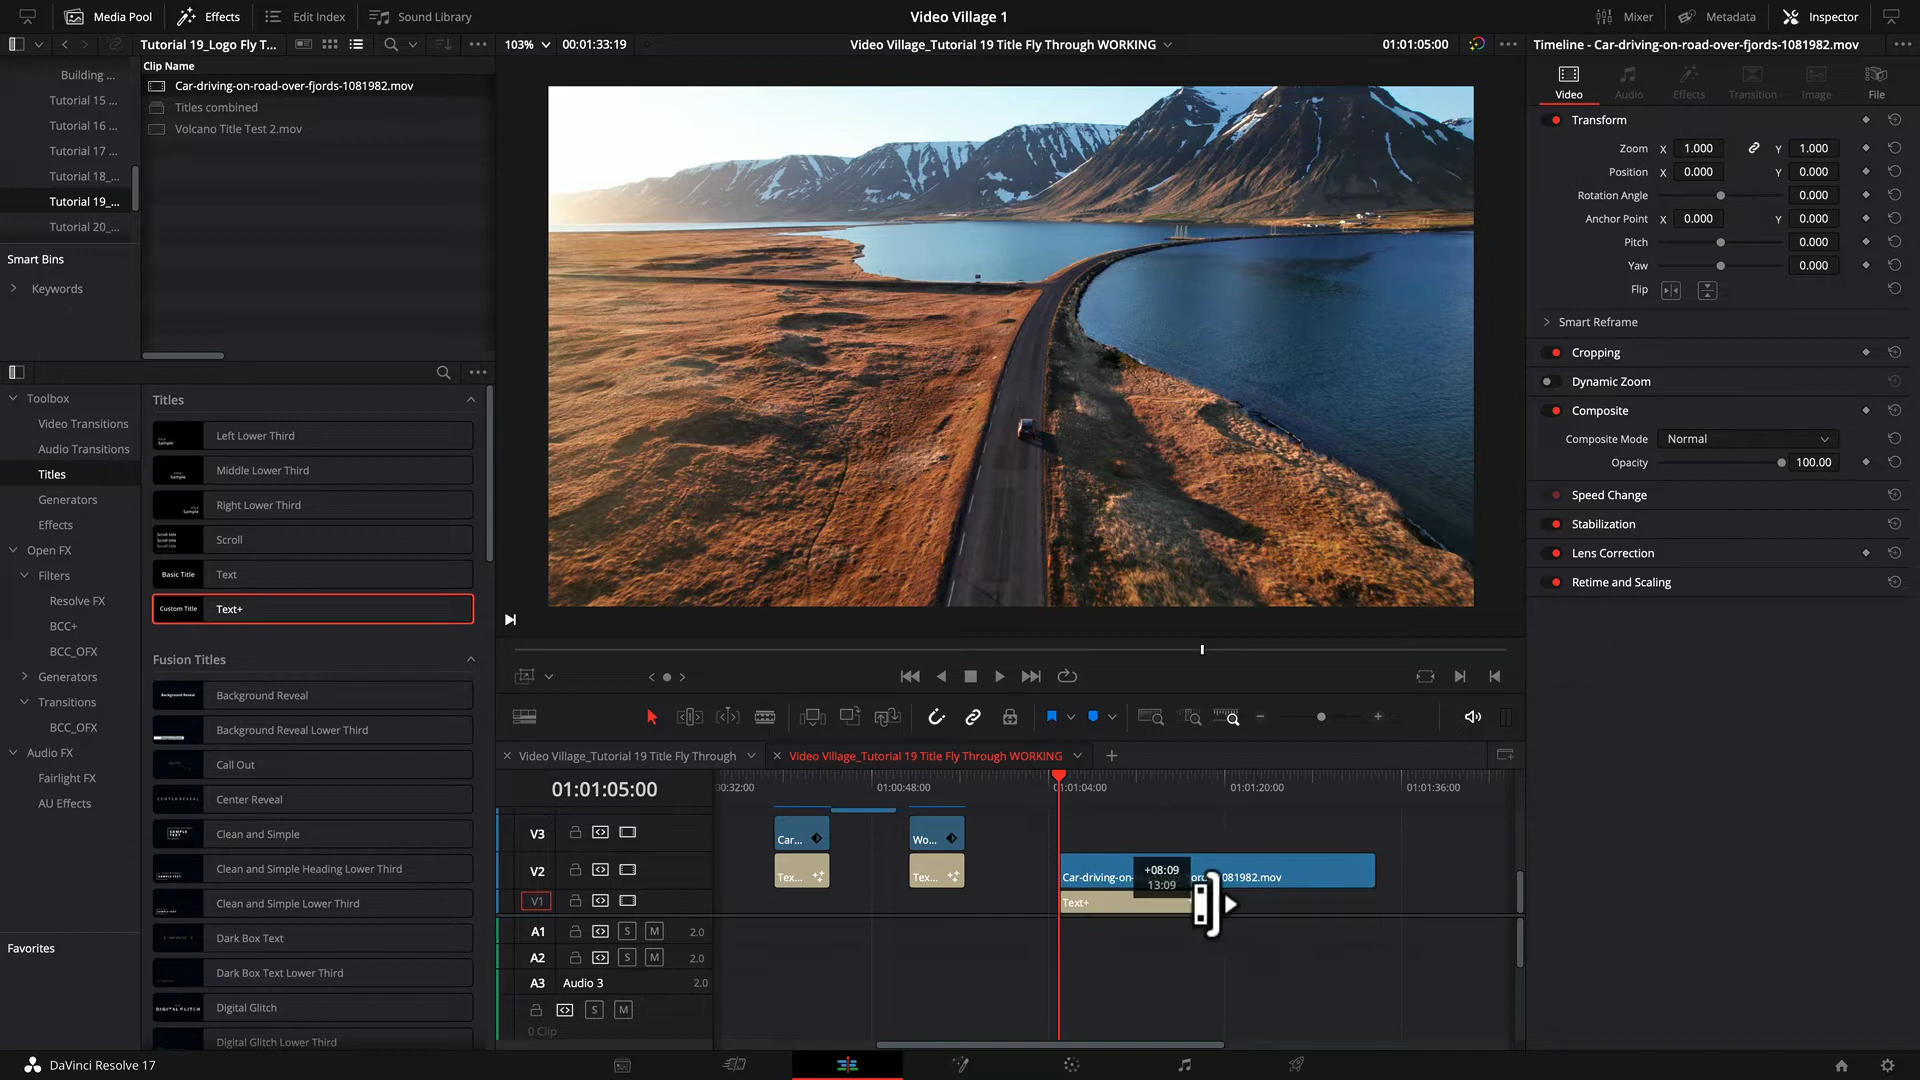 Media Pool
Effects
Edit Index
Sound Library
Video Village 1
Mixer
Metadata
Inspector
Tutorial 19_Logo Fly T...
103%
00:01:33:19
Video Village_Tutorial 19 Title Fly Through WORKING
01:01:05:00
Timeline - Car-driving-on-road-over-fjords-1081982.mov
Building ...
Tutorial 15 ...
Tutorial 16 ...
Tutorial 17 ...
Tutorial 18_...
Tutorial 19_...
Tutorial 20_...
Smart Bins
Keywords
Clip Name
Car-driving-on-road-over-fjords-1081982.mov
Titles combined
Volcano Title Test 2.mov
Video
Audio
Effects
Transition
Image
File
Transform
Zoom X 1.000 Y 1.000
Position X 0.000 Y 0.000
Rotation Angle 0.000
Anchor Point X 0.000 Y 0.000
Pitch 0.000
Yaw 0.000
Flip
Smart Reframe
Cropping
Dynamic Zoom
Composite
Composite Mode Normal
Opacity 100.00
Speed Change
Stabilization
Lens Correction
Retime and Scaling
Toolbox
Video Transitions
Audio Transitions
Titles
Generators
Effects
Open FX
Filters
Resolve FX
BCC+
BCC_OFX
Generators
Transitions
BCC_OFX
Audio FX
Fairlight FX
AU Effects
Favorites
Titles
Left Lower Third
Middle Lower Third
Right Lower Third
Scroll
Basic Title Text
Custom Title Text+
Fusion Titles
Background Reveal
Background Reveal Lower Third
Call Out
Center Reveal
Clean and Simple
Clean and Simple Heading Lower Third
Clean and Simple Lower Third
Dark Box Text
Dark Box Text Lower Third
Digital Glitch
Digital Glitch Lower Third
Video Village_Tutorial 19 Title Fly Through
Video Village_Tutorial 19 Title Fly Through WORKING
01:01:05:00
00:32:00
01:00:48:00
01:01:04:00
01:01:20:00
01:01:36:00
V3
Car...
Wo...
V2
Tex...
Tex...
Car-driving-on-
ords-1081982.mov
+08:09
13:09
V1
Text+
A1 S M 2.0
A2 S M 2.0
A3 Audio 3 2.0
S M
0 Clip
DaVinci Resolve 17